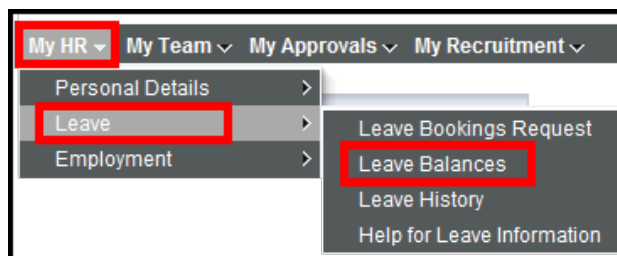 My HR My Team My Approvals My Recruitment
Personal Details
Leave
Employment
Leave Bookings Request
Leave Balances
Leave History
Help for Leave Information